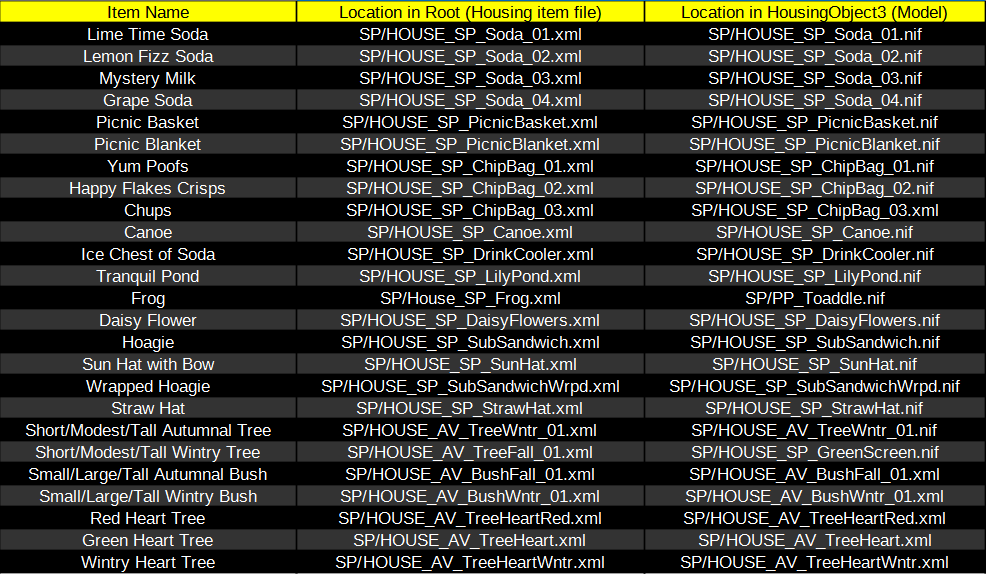 Item Name Location in Root (Housing item file) Location in HousingObject3 (Model)
Lime Time Soda SP/HOUSE_SP_Soda_01.xml SP/HOUSE_SP_Soda_01.nif
Lemon Fizz Soda SP/HOUSE_SP_Soda_02.xml SP/HOUSE_SP_Soda_02.nif
Mystery Milk SP/HOUSE_SP_Soda_03.xml SP/HOUSE_SP_Soda_03.nif
Grape Soda SP/HOUSE_SP_Soda_04.xml SP/HOUSE_SP_Soda_04.nif
Picnic Basket SP/HOUSE_SP_PicnicBasket.xml SP/HOUSE_SP_PicnicBasket.nif
Picnic Blanket SP/HOUSE_SP_PicnicBlanket.xml SP/HOUSE_SP_PicnicBlanket.nif
Yum Poofs SP/HOUSE_SP_ChipBag_01.xml SP/HOUSE_SP_ChipBag_01.nif
Happy Flakes Crisps SP/HOUSE_SP_ChipBag_02.xml SP/HOUSE_SP_ChipBag_02.nif
Chups SP/HOUSE_SP_ChipBag_03.xml SP/HOUSE_SP_ChipBag_03.xml
Canoe SP/HOUSE_SP_Canoe.xml SP/HOUSE_SP_Canoe.nif
Ice Chest of Soda SP/HOUSE_SP_DrinkCooler.xml SP/HOUSE_SP_DrinkCooler.nif
Tranquil Pond SP/HOUSE_SP_LilyPond.xml SP/HOUSE_SP_LilyPond.nif
Frog SP/House_SP_Frog.xml SP/PP_Toaddle.nif
Daisy Flower SP/HOUSE_SP_DaisyFlowers.xml SP/HOUSE_SP_DaisyFlowers.nif
Hoagie SP/HOUSE_SP_SubSandwich.xml SP/HOUSE_SP_SubSandwich.nif
Sun Hat with Bow SP/HOUSE_SP_SunHat.xml SP/HOUSE_SP_SunHat.nif
Wrapped Hoagie SP/HOUSE_SP_SubSandwichWrpd.xml SP/HOUSE_SP_SubSandwichWrpd.nif
Straw Hat SP/HOUSE_SP_StrawHat.xml SP/HOUSE_SP_StrawHat.nif
Short/Modest/Tall Autumnal Tree SP/HOUSE_AV_TreeWntr_01.xml SP/HOUSE_AV_TreeWntr_01.nif
Short/Modest/Tall Wintry Tree SP/HOUSE_AV_TreeFall_01.xml SP/HOUSE_SP_GreenScreen.nif
Small/Large/Tall Autumnal Bush SP/HOUSE_AV_BushFall_01.xml SP/HOUSE_AV_BushFall_01.xml
Small/Large/Tall Wintry Bush SP/HOUSE_AV_BushWntr_01.xml SP/HOUSE_AV_BushWntr_01.xml
Red Heart Tree SP/HOUSE_AV_TreeHeartRed.xml SP/HOUSE_AV_TreeHeartRed.xml
Green Heart Tree SP/HOUSE_AV_TreeHeart.xml SP/HOUSE_AV_TreeHeart.xml
Wintry Heart Tree SP/HOUSE_AV_TreeHeartWntr.xml SP/HOUSE_AV_TreeHeartWntr.xml